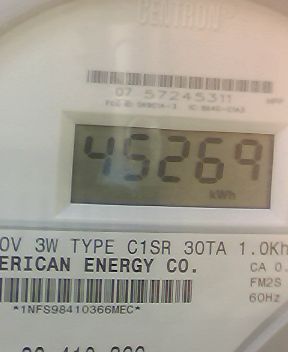 CENTRON
07 57245311
45269
kWh
0V 3W TYPE C1SR 30TA 1.0Kh
ERICAN ENERGY CO.
CA 0.
FM2S
60Hz
*1NFS98410366MEC*